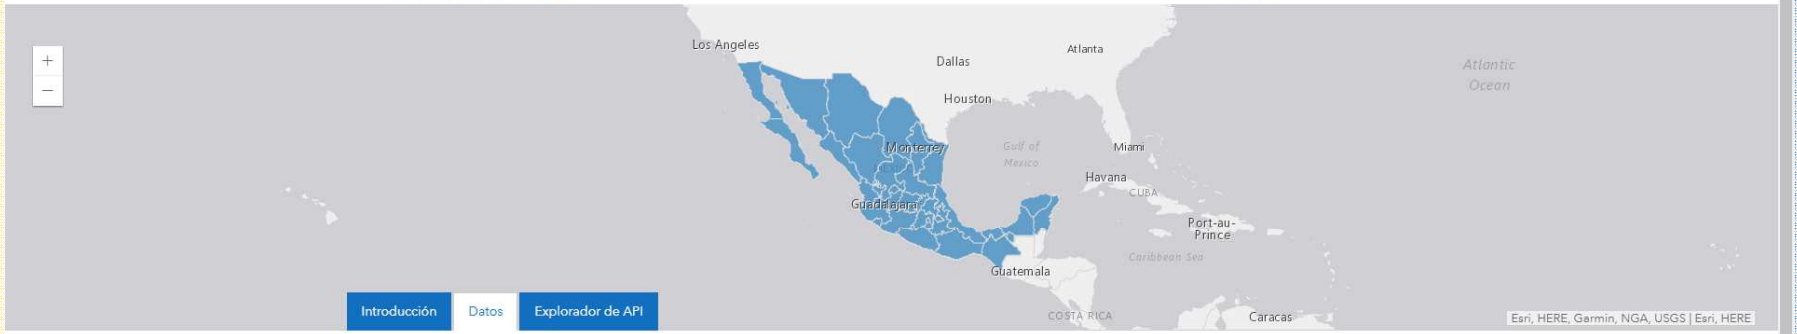 Los Angeles
Atlanta
Dallas
Atlantic
Ocean
+
−
Houston
Monterrey
Gulf of
Mexico
Miami
Havana
CUBA
Guadalajara
Port-au-
Prince
Caribbean Sea
Guatemala
Introducción
Datos
Explorador de API
COSTA RICA
Caracas
Esri, HERE, Garmin, NGA, USGS | Esri, HERE